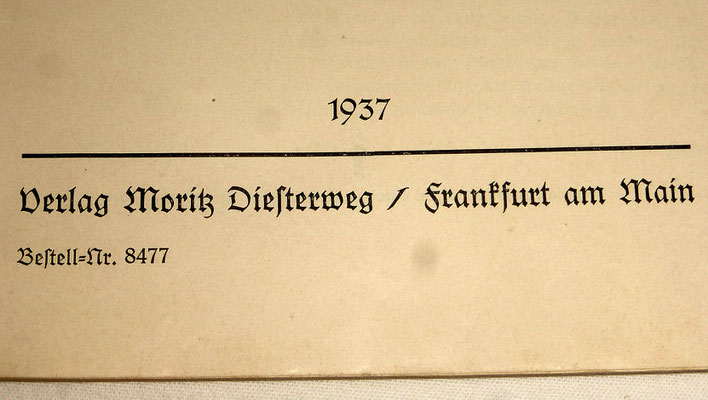 1937
Verlag Moritz Diesterweg / Frankfurt am Main
Bestell=Nr. 8477